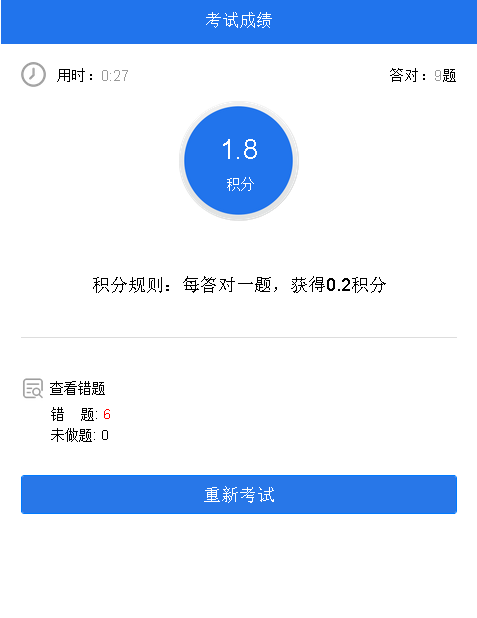 考试成绩
用时：0:27
答对：9题
1.8
积分
积分规则：每答对一题，获得0.2积分
查看错题
错 题: 6
未做题: 0
重新考试